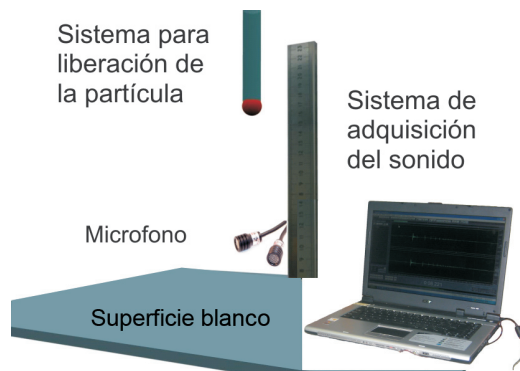 Sistema para
liberación de
la partícula
Sistema de
adquisición
del sonido
Microfono
Superficie blanco